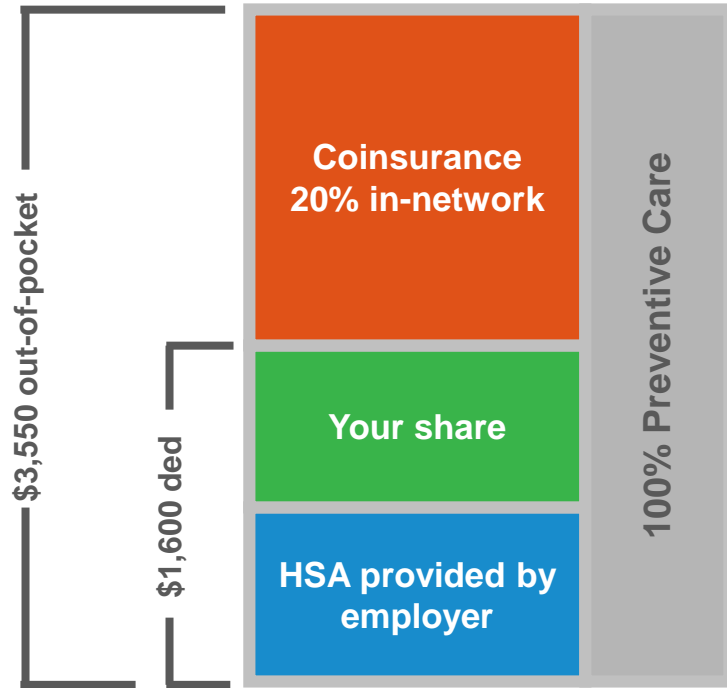 $3,550 out-of-pocket
$1,600 ded
Coinsurance
20% in-network
Your share
HSA provided by
employer
100% Preventive Care